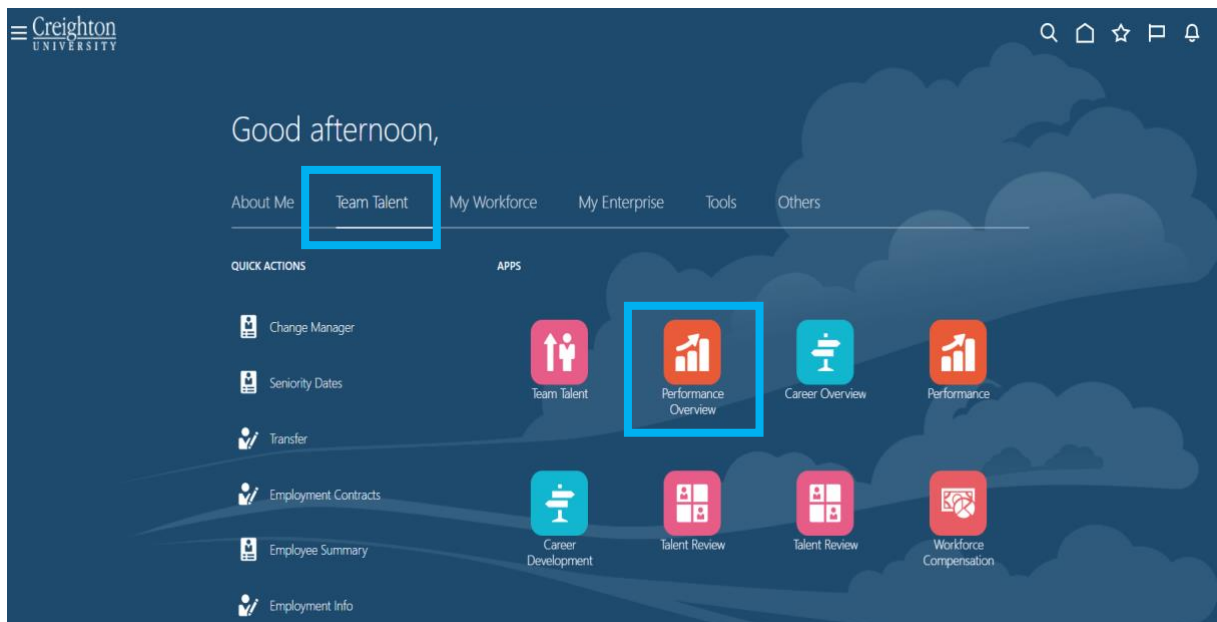 Creighton
UNIVERSITY
Good afternoon,
About Me Team Talent My Workforce My Enterprise Tools Others
QUICK ACTIONS
Change Manager
Seniority Dates
Transfer
Employment Contracts
Employee Summary
Employment Info
APPS
Team Talent
Performance
Overview
Career Overview
Performance
Career
Development
Talent Review
Talent Review
Workforce
Compensation